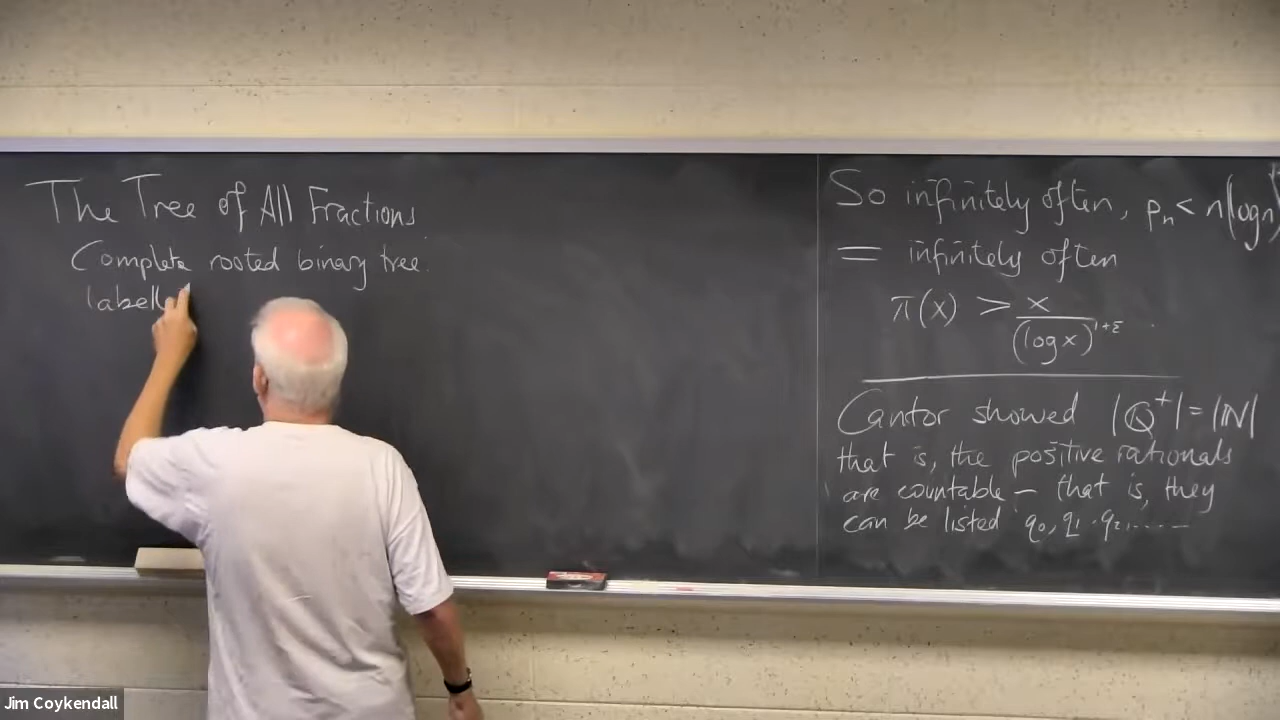 The Tree of All Fractions.
Complete rooted binary tree.
labell
So infinitely often, pₙ < n(log n)
= infinitely often
π(x) > x/(log x)^{1+ε}
Cantor showed |ℚ⁺| = |ℕ|
that is, the positive rationals
are countable – that is, they
can be listed q₀, q₁, q₂, .....
Jim Coykendall